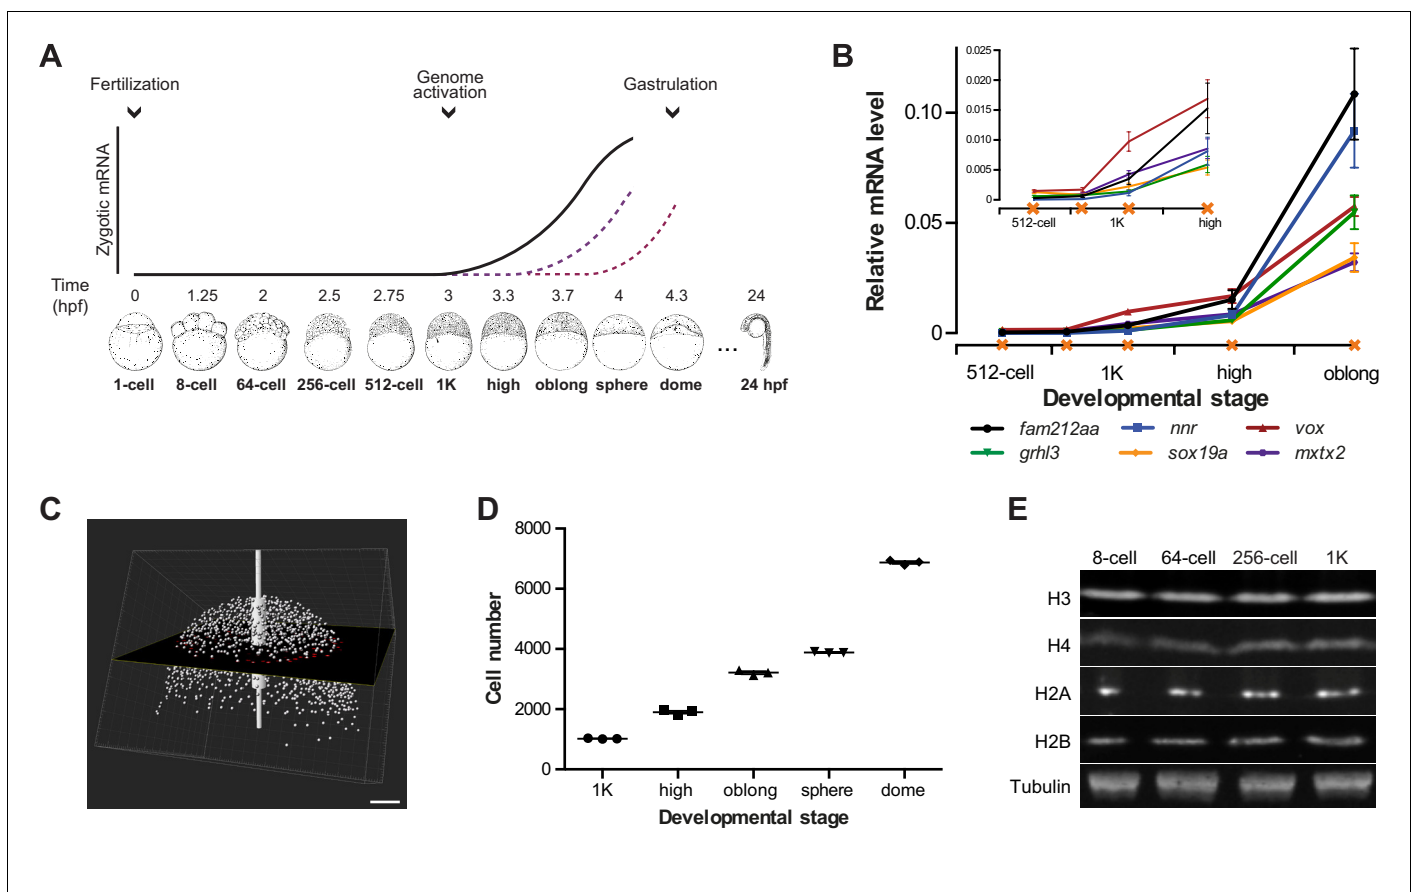 A
Fertilization
Genome
activation
Gastrulation
Zygotic mRNA
Time
(hpf)
0 1.25 2 2.5 2.75 3 3.3 3.7 4 4.3 24
...
1-cell 8-cell 64-cell 256-cell 512-cell 1K high oblong sphere dome 24 hpf
B
Relative mRNA level
0.10
0.05
0
0.025
0.020
0.015
0.010
0.005
0
512-cell 1K high
512-cell 1K high oblong
Developmental stage
fam212aa nnr vox
grhl3 sox19a mxtx2
C
D
Cell number
8000
6000
4000
2000
0
1K high oblong sphere dome
Developmental stage
E
8-cell 64-cell 256-cell 1K
H3
H4
H2A
H2B
Tubulin